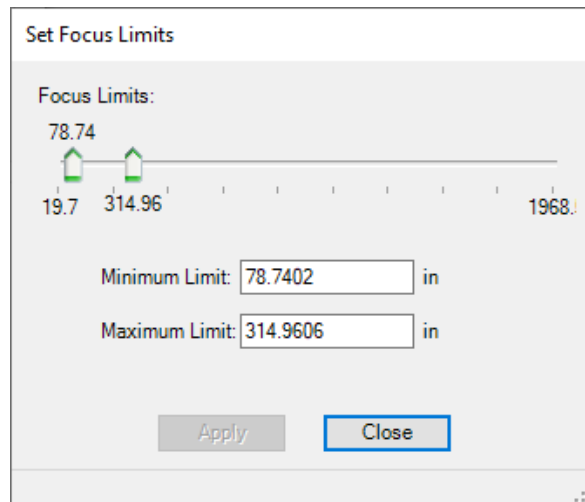 Set Focus Limits
Focus Limits:
78.74
19.7 314.96 1968.
Minimum Limit: 78.7402 in
Maximum Limit: 314.9606 in
Apply Close